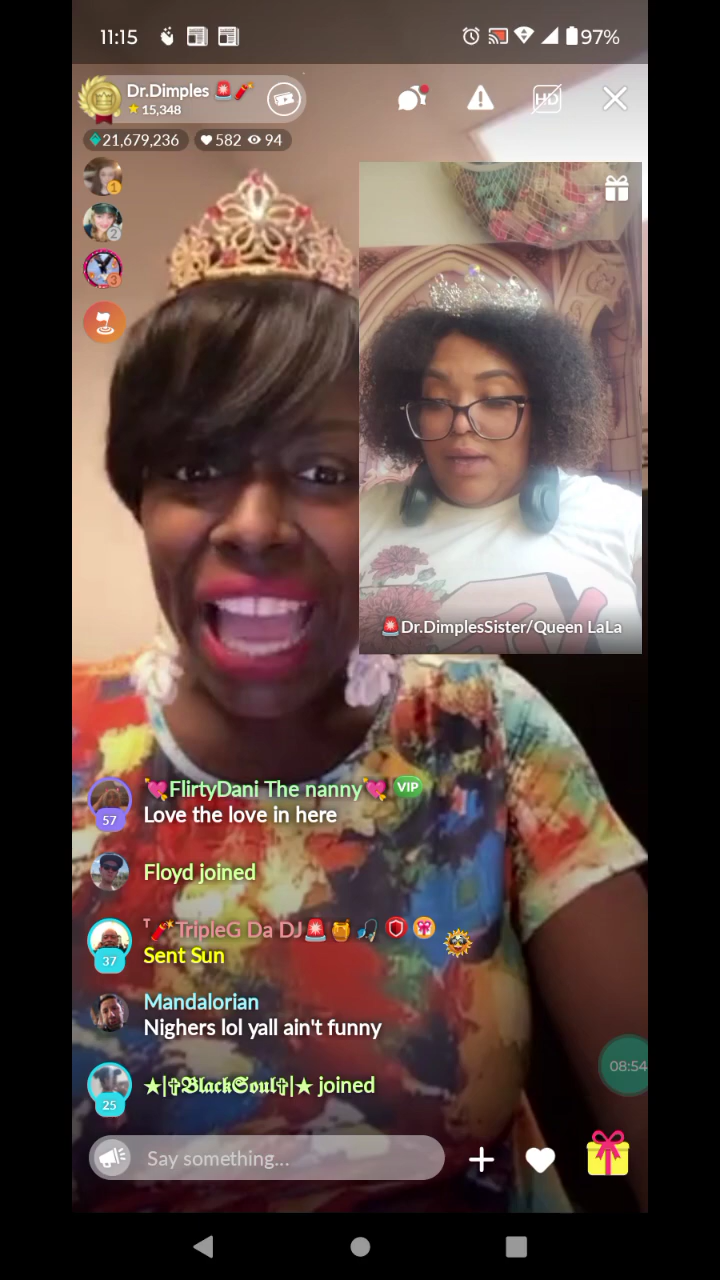 11:15
97%
Dr.Dimples 🚨🧨
15,348
HD
21,679,236
582
94
1
2
3
🚨Dr.DimplesSister/Queen LaLa
💘FlirtyDani The nanny💘 VIP
57
Love the love in here
Floyd joined
ᵀ🧨TripleG Da DJ🚨🍯🎣
37
Sent Sun
Mandalorian
Nighers lol yall ain't funny
★|✞𝕭𝖑𝖆𝖈𝖐𝕾𝖔𝖚𝖑✞|★ joined
25
08:54
Say something...